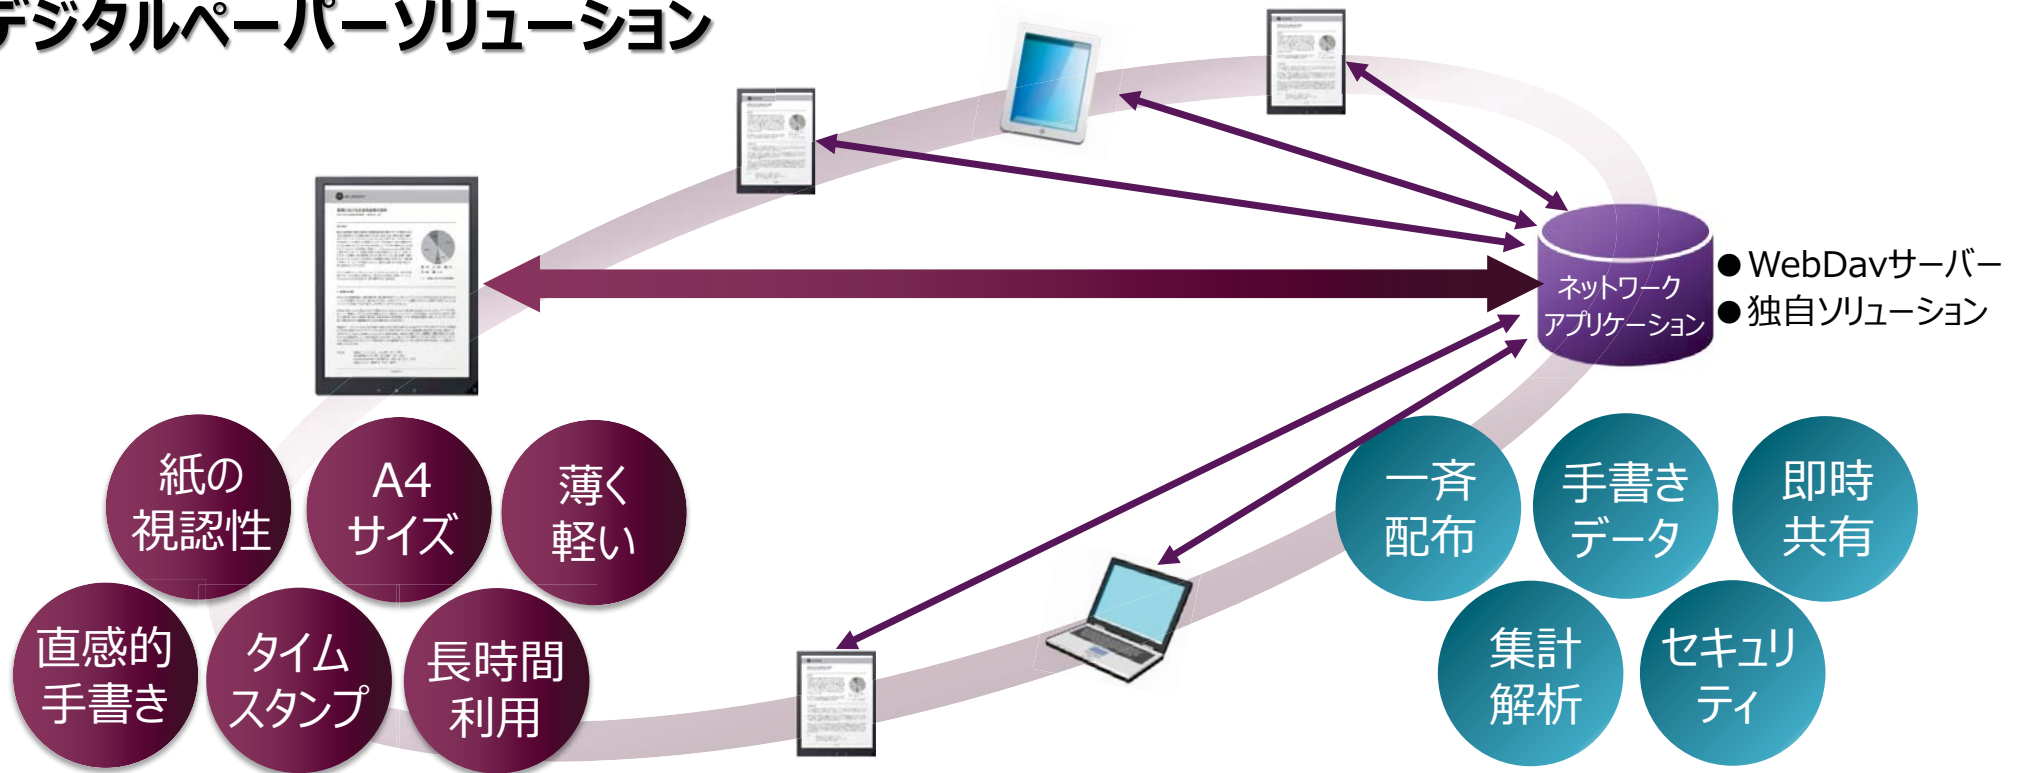 デジタルペーパーソリューション
ネットワーク
アプリケーション
●WebDavサーバー
●独自ソリューション
紙の
視認性
A4
サイズ
薄く
軽い
直感的
手書き
タイム
スタンプ
長時間
利用
一斉
配布
手書き
データ
即時
共有
集計
解析
セキュリ
ティ